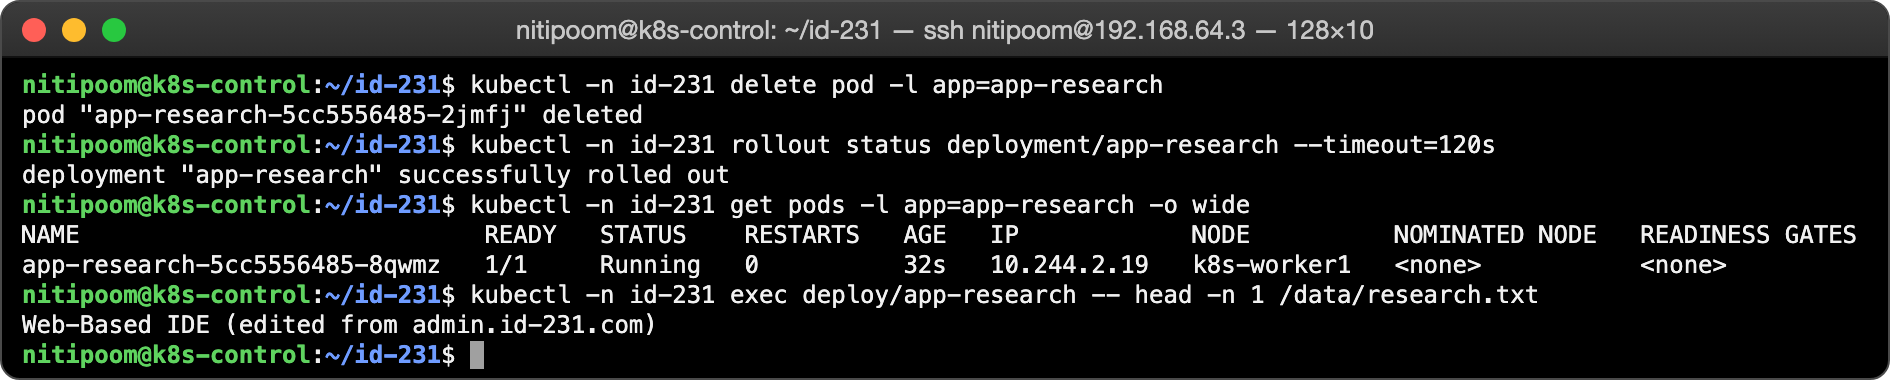 nitipoom@k8s-control: ~/id-231 — ssh nitipoom@192.168.64.3 — 128×10
nitipoom@k8s-control:~/id-231$ kubectl -n id-231 delete pod -l app=app-research
pod "app-research-5cc5556485-2jmfj" deleted
nitipoom@k8s-control:~/id-231$ kubectl -n id-231 rollout status deployment/app-research --timeout=120s
deployment "app-research" successfully rolled out
nitipoom@k8s-control:~/id-231$ kubectl -n id-231 get pods -l app=app-research -o wide
NAME                            READY   STATUS    RESTARTS   AGE   IP            NODE          NOMINATED NODE   READINESS GATES
app-research-5cc5556485-8qwmz   1/1     Running   0          32s   10.244.2.19   k8s-worker1   <none>           <none>
nitipoom@k8s-control:~/id-231$ kubectl -n id-231 exec deploy/app-research -- head -n 1 /data/research.txt
Web-Based IDE (edited from admin.id-231.com)
nitipoom@k8s-control:~/id-231$